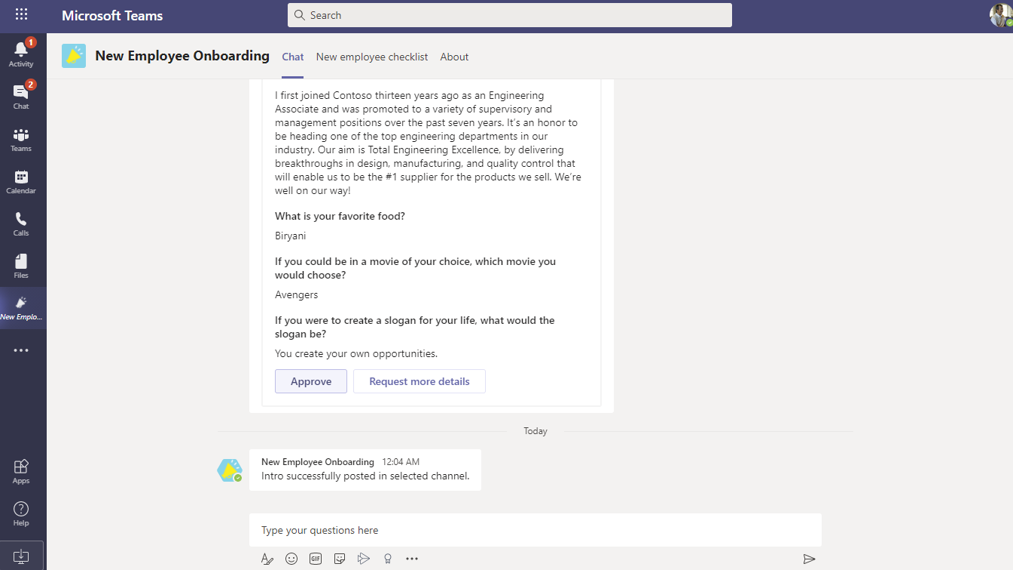 Microsoft Teams
Search
1
Activity
2
Chat
Teams
Calendar
Calls
Files
New Emplo...
Apps
Help
New Employee Onboarding
Chat
New employee checklist
About
I first joined Contoso thirteen years ago as an Engineering
Associate and was promoted to a variety of supervisory and
management positions over the past seven years. It's an honor to
be heading one of the top engineering departments in our
industry. Our aim is Total Engineering Excellence, by delivering
breakthroughs in design, manufacturing, and quality control that
will enable us to be the #1 supplier for the products we sell. We're
well on our way!
What is your favorite food?
Biryani
If you could be in a movie of your choice, which movie you
would choose?
Avengers
If you were to create a slogan for your life, what would the
slogan be?
You create your own opportunities.
Approve
Request more details
Today
New Employee Onboarding 12:04 AM
Intro successfully posted in selected channel.
Type your questions here
GIF